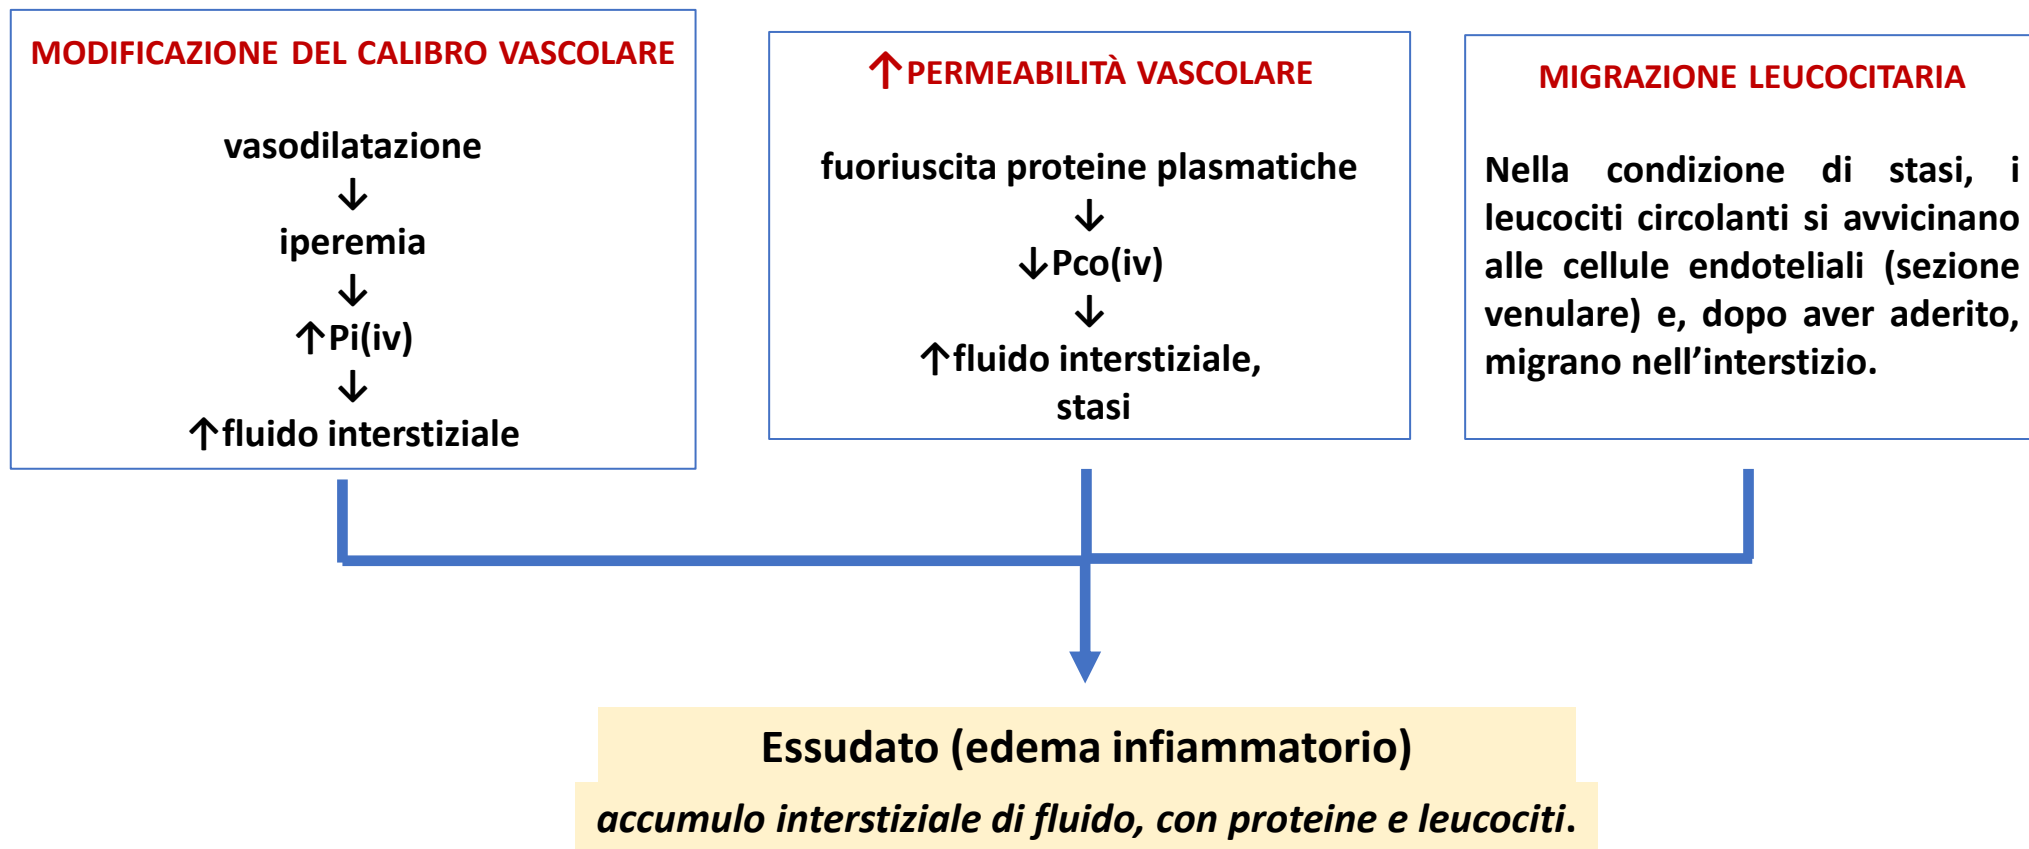 MODIFICAZIONE DEL CALIBRO VASCOLARE
vasodilatazione
↓
iperemia
↓
↑Pi(iv)
↓
↑fluido interstiziale
↑PERMEABILITÀ VASCOLARE
fuoriuscita proteine plasmatiche
↓
↓Pco(iv)
↓
↑fluido interstiziale,
stasi
MIGRAZIONE LEUCOCITARIA
Nella condizione di stasi, i
leucociti circolanti si avvicinano
alle cellule endoteliali (sezione
venulare) e, dopo aver aderito,
migrano nell’interstizio.
Essudato (edema infiammatorio)
accumulo interstiziale di fluido, con proteine e leucociti.